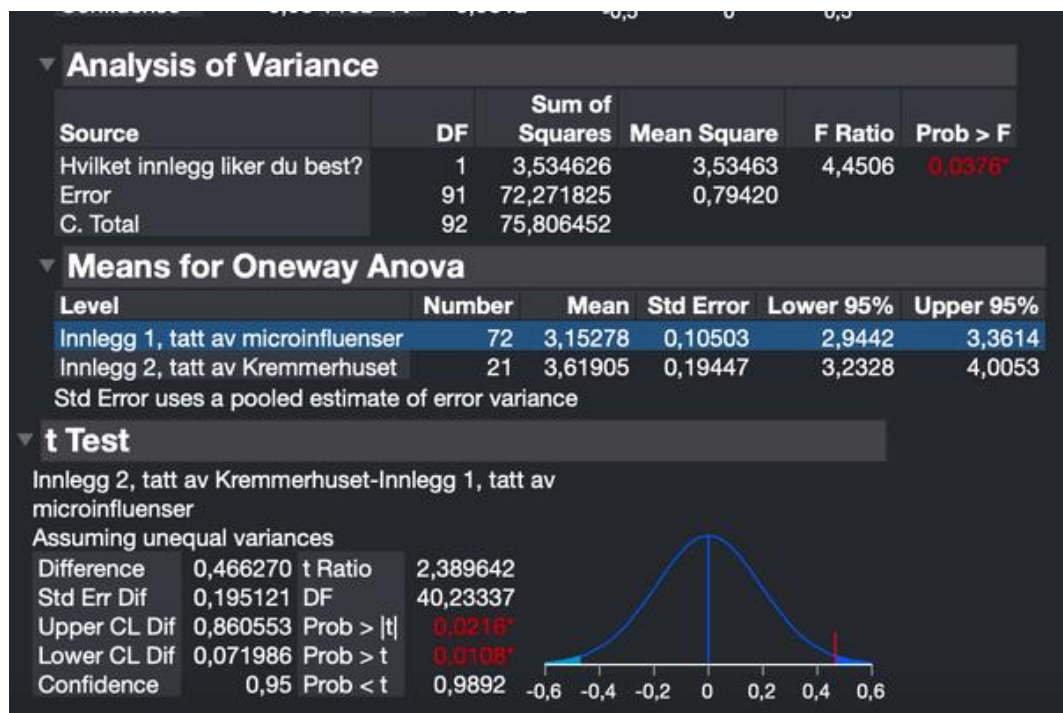 Analysis of Variance
Sum of
Source DF Squares Mean Square F Ratio Prob > F
Hvilket innlegg liker du best? 1 3,534626 3,53463 4,4506 0,0376*
Error 91 72,271825 0,79420
C. Total 92 75,806452
Means for Oneway Anova
Level Number Mean Std Error Lower 95% Upper 95%
Innlegg 1, tatt av microinfluenser 72 3,15278 0,10503 2,9442 3,3614
Innlegg 2, tatt av Kremmerhuset 21 3,61905 0,19447 3,2328 4,0053
Std Error uses a pooled estimate of error variance
t Test
Innlegg 2, tatt av Kremmerhuset-Innlegg 1, tatt av
microinfluenser
Assuming unequal variances
Difference 0,466270 t Ratio 2,389642
Std Err Dif 0,195121 DF 40,23337
Upper CL Dif 0,860553 Prob > |t| 0,0216*
Lower CL Dif 0,071986 Prob > t 0,0108*
Confidence 0,95 Prob < t 0,9892
-0,6 -0,4 -0,2 0 0,2 0,4 0,6